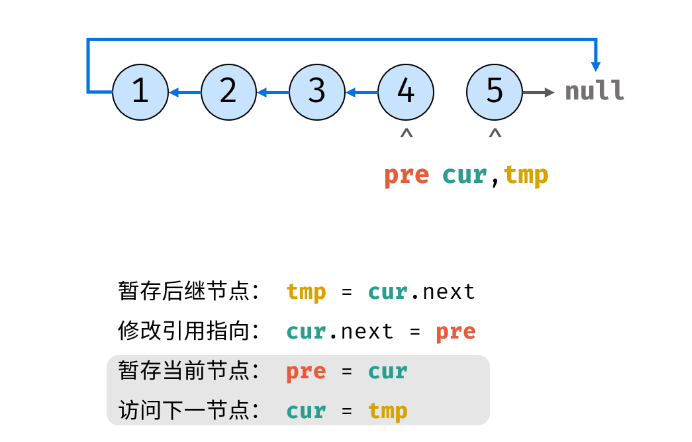 1 2 3 4 5 null
^ ^
pre cur,tmp
暂存后继节点： tmp = cur.next
修改引用指向： cur.next = pre
暂存当前节点： pre = cur
访问下一节点： cur = tmp